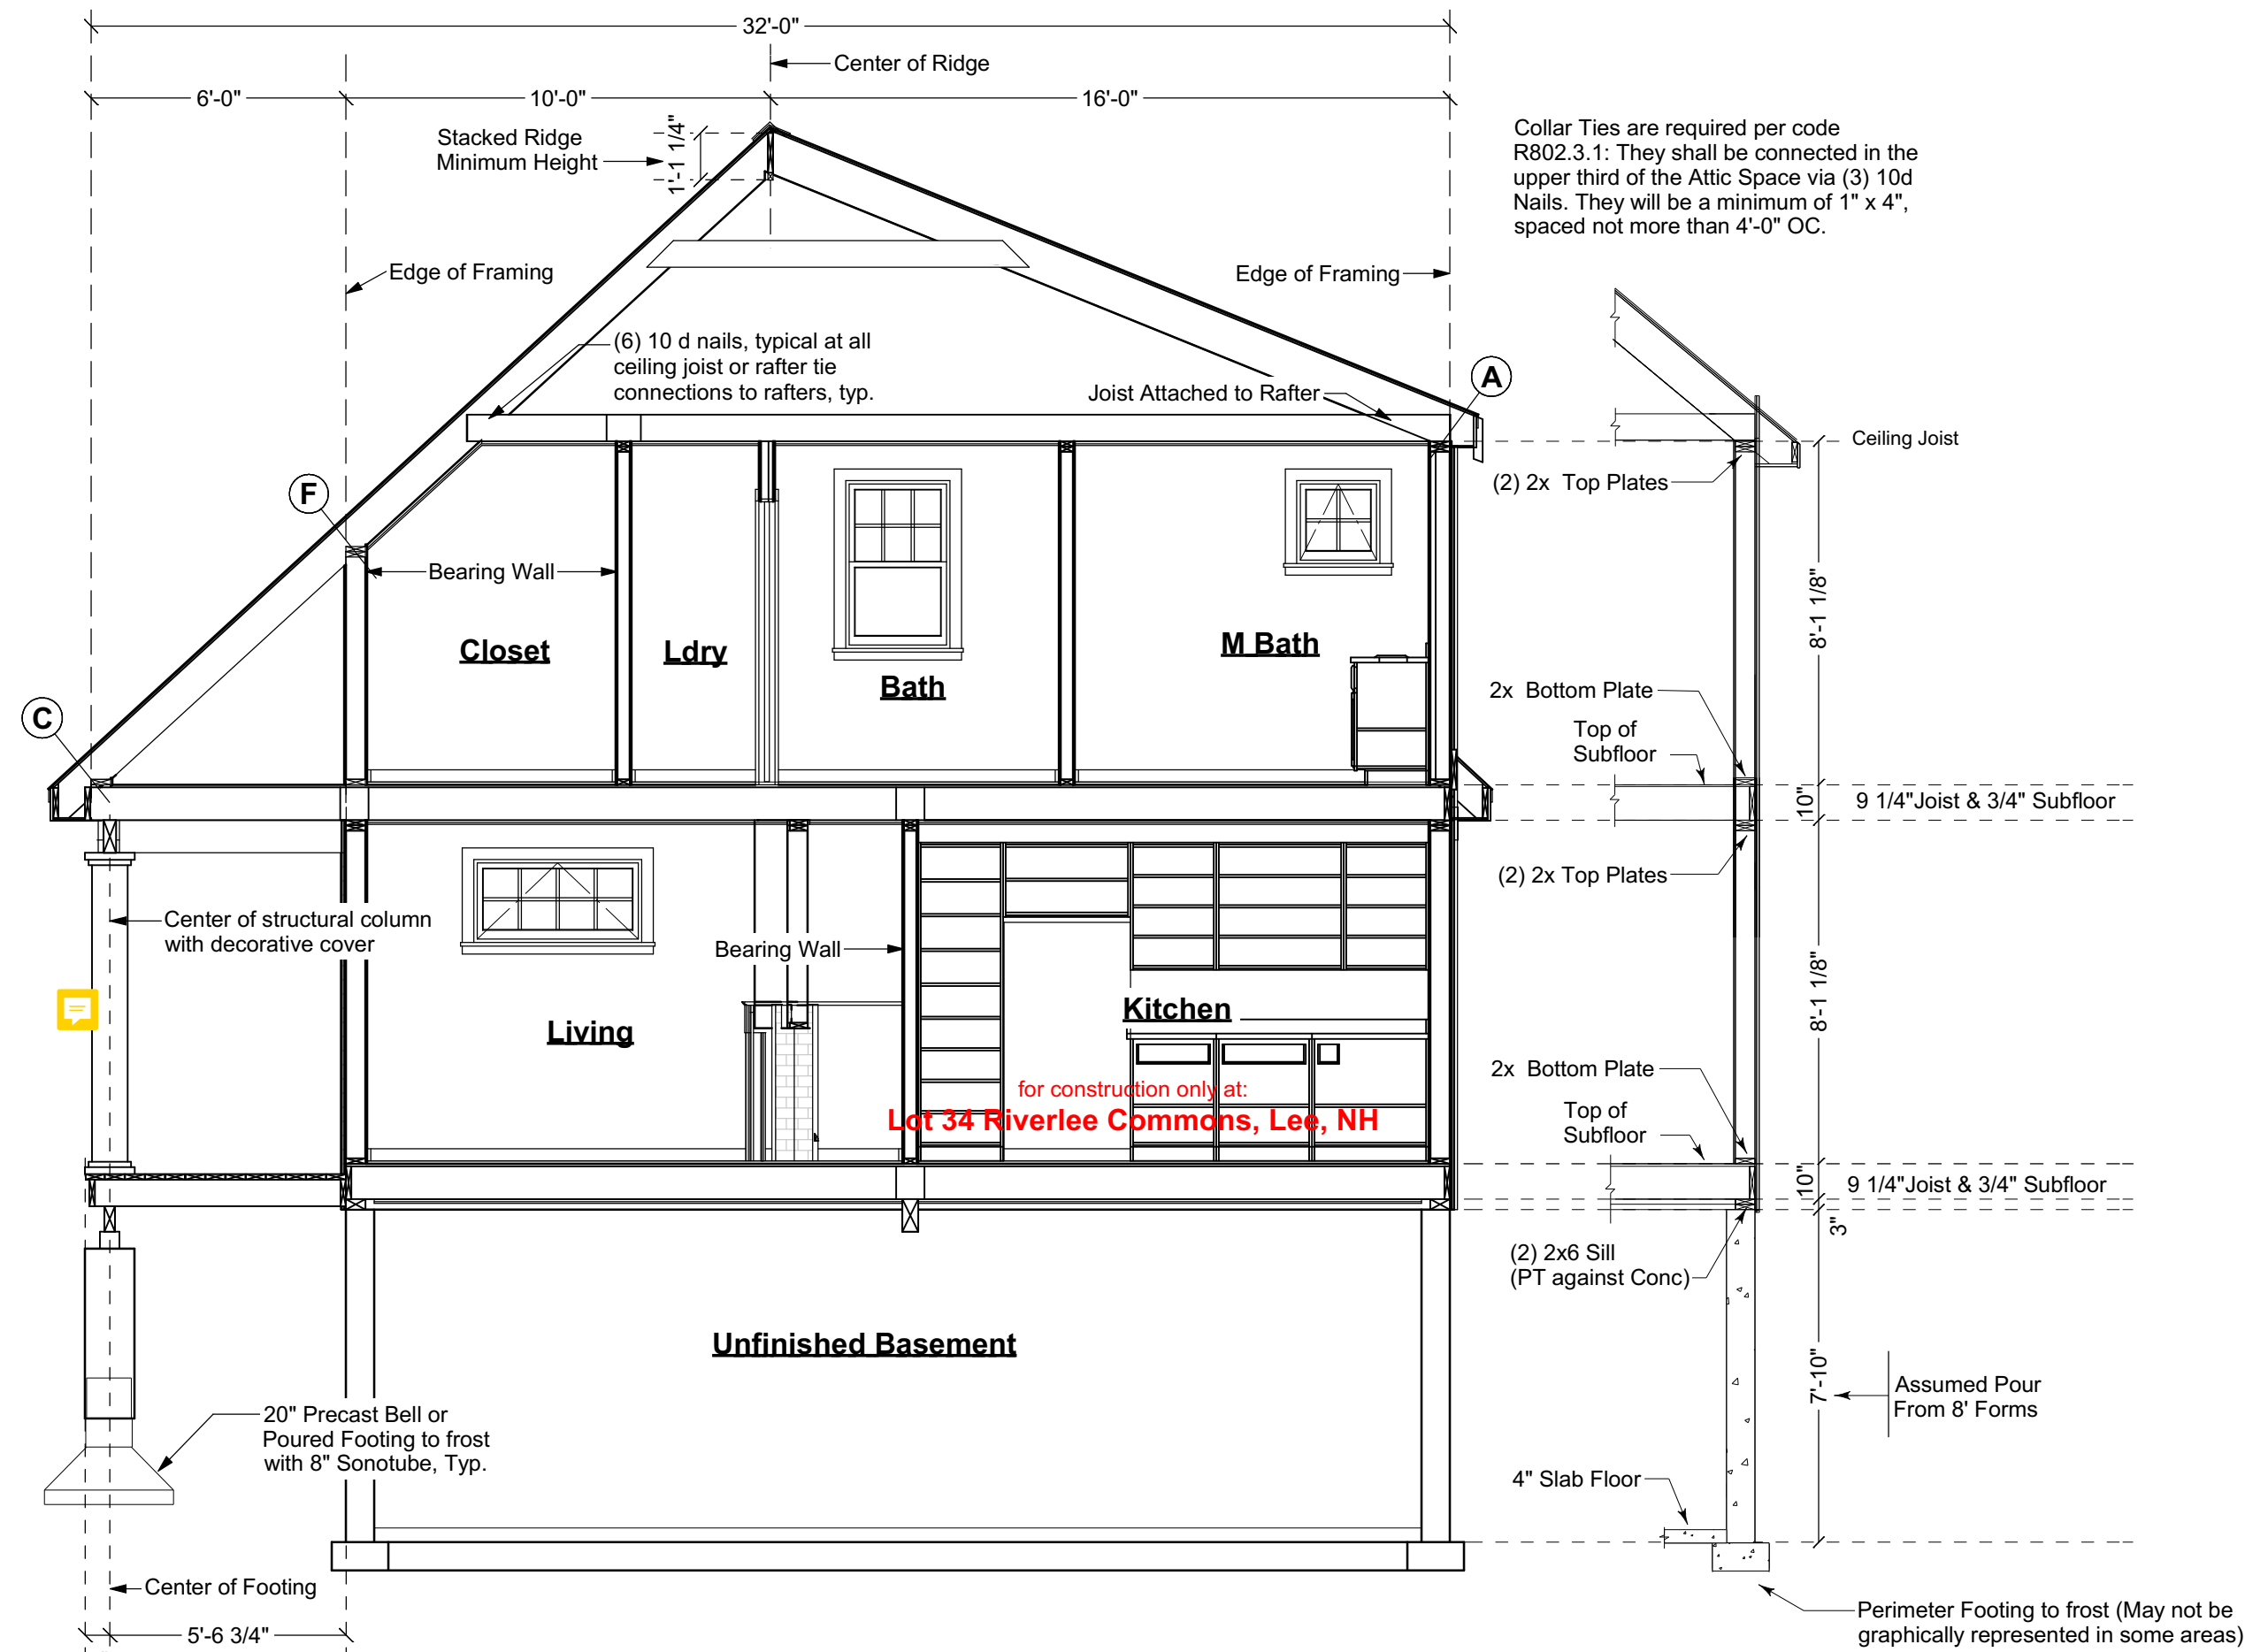 32'-0"
Center of Ridge
6'-0"
10'-0"
16'-0"
Stacked Ridge
Minimum Height
1'-1 1/4"
Collar Ties are required per code
R802.3.1: They shall be connected in the
upper third of the Attic Space via (3) 10d
Nails. They will be a minimum of 1" x 4",
spaced not more than 4'-0" OC.
Edge of Framing
Edge of Framing
(6) 10 d nails, typical at all
ceiling joist or rafter tie
connections to rafters, typ.
Joist Attached to Rafter
A
Ceiling Joist
(2) 2x Top Plates
F
Bearing Wall
8'-1 1/8"
Closet
Ldry
Bath
M Bath
2x Bottom Plate
Top of
Subfloor
C
10"
9 1/4"Joist & 3/4" Subfloor
(2) 2x Top Plates
Center of structural column
with decorative cover
Bearing Wall
8'-1 1/8"
Living
Kitchen
for construction only at:
Lot 34 Riverlee Commons, Lee, NH
2x Bottom Plate
Top of
Subfloor
10"
9 1/4"Joist & 3/4" Subfloor
3"
(2) 2x6 Sill
(PT against Conc)
Unfinished Basement
7'-10"
Assumed Pour
From 8' Forms
20" Precast Bell or
Poured Footing to frost
with 8" Sonotube, Typ.
4" Slab Floor
Center of Footing
5'-6 3/4"
Perimeter Footing to frost (May not be
graphically represented in some areas)